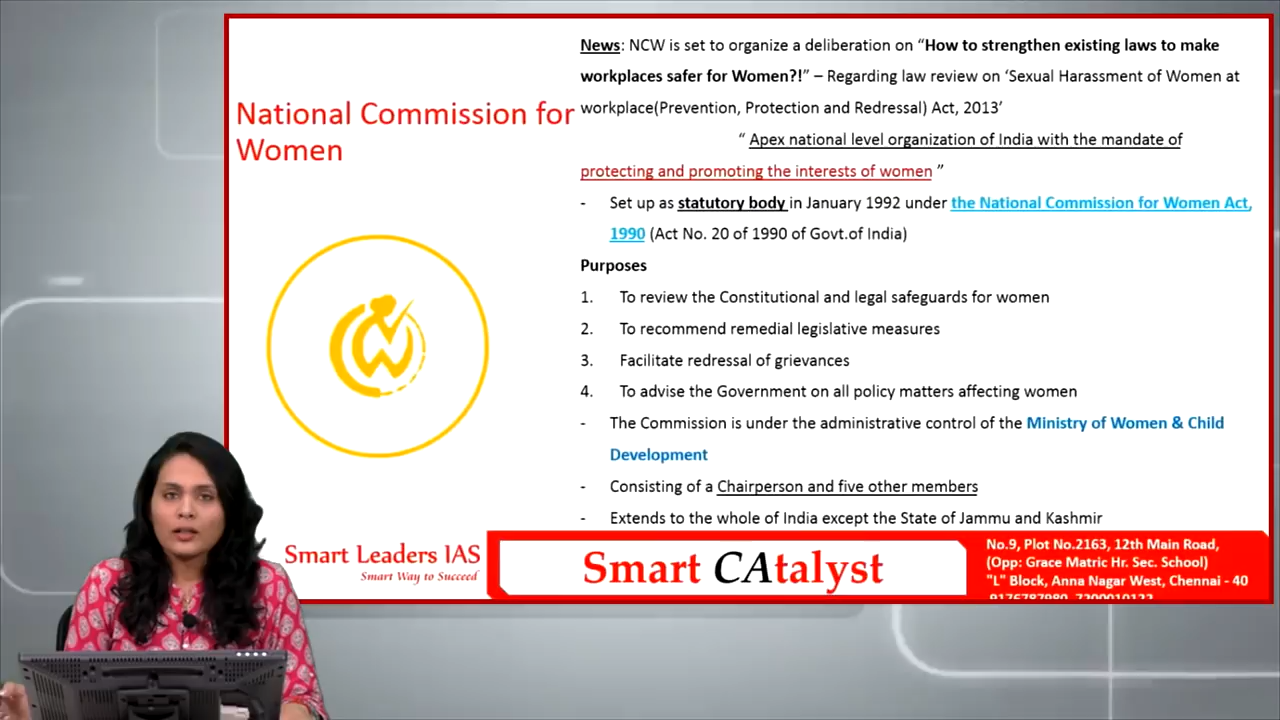 National Commission for
Women
News: NCW is set to organize a deliberation on “How to strengthen existing laws to make
workplaces safer for Women?!” – Regarding law review on ‘Sexual Harassment of Women at
workplace(Prevention, Protection and Redressal) Act, 2013’
“ Apex national level organization of India with the mandate of
protecting and promoting the interests of women ”
- Set up as statutory body in January 1992 under the National Commission for Women Act,
1990 (Act No. 20 of 1990 of Govt.of India)
Purposes
1. To review the Constitutional and legal safeguards for women
2. To recommend remedial legislative measures
3. Facilitate redressal of grievances
4. To advise the Government on all policy matters affecting women
- The Commission is under the administrative control of the Ministry of Women & Child
Development
- Consisting of a Chairperson and five other members
- Extends to the whole of India except the State of Jammu and Kashmir
Smart Leaders IAS
Smart Way to Succeed
Smart CAtalyst
No.9, Plot No.2163, 12th Main Road,
(Opp: Grace Matric Hr. Sec. School)
"L" Block, Anna Nagar West, Chennai - 40
9176787980, 7200010122